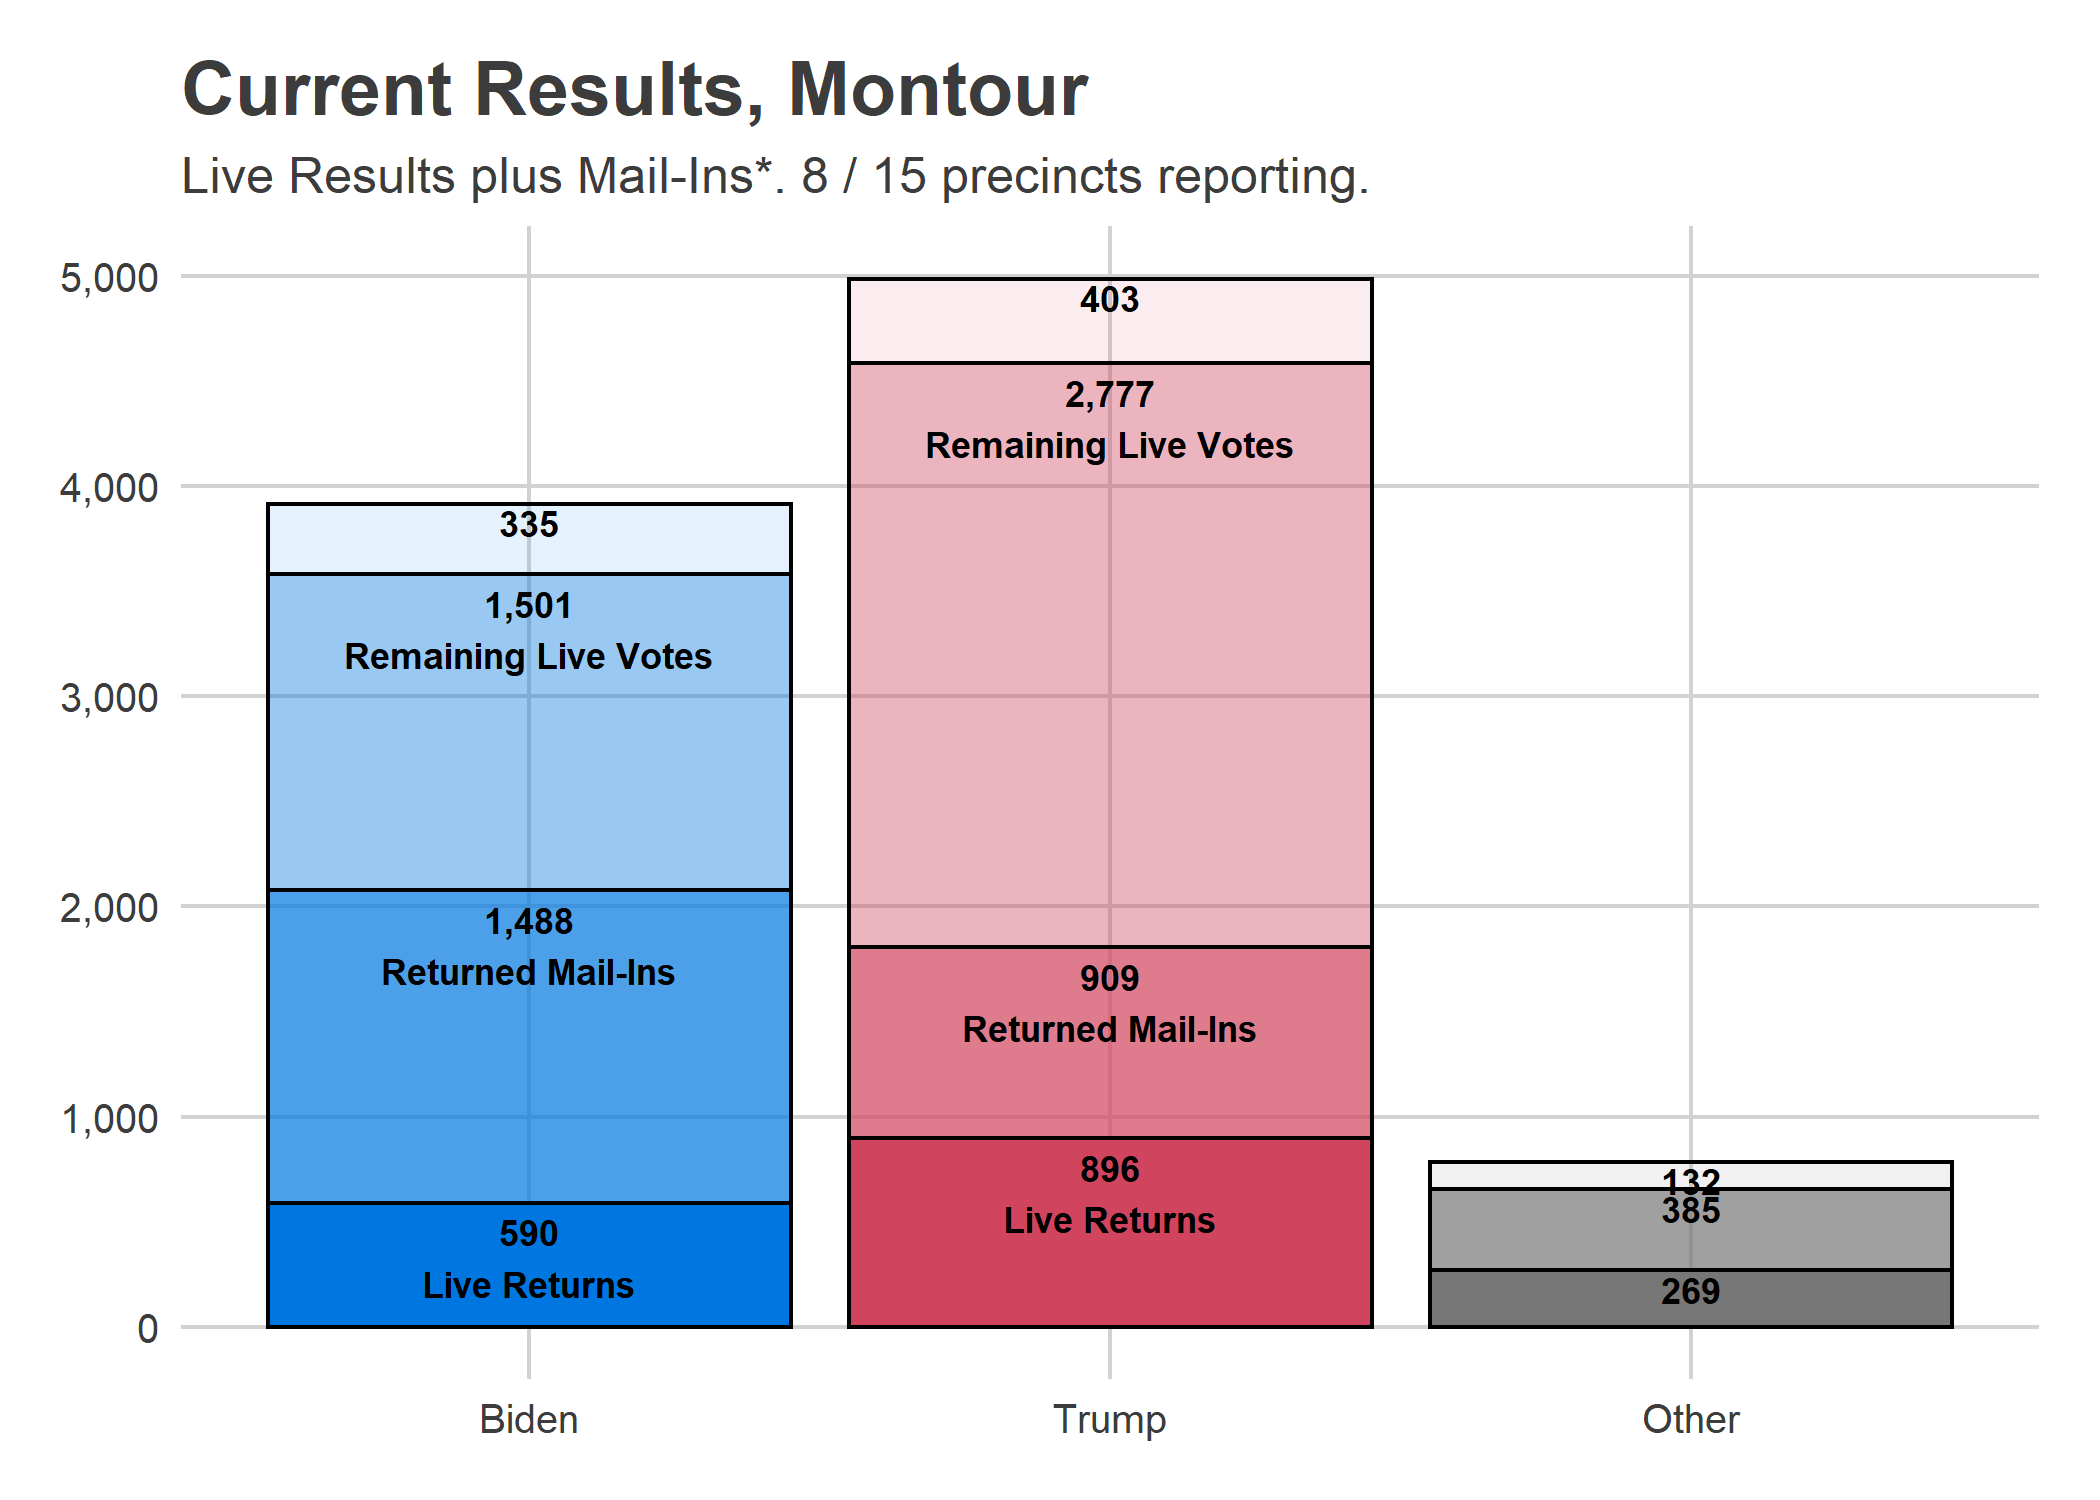 Current Results, Montour
Live Results plus Mail-Ins*. 8 / 15 precincts reporting.
5,000
4,000
3,000
2,000
1,000
0
335
1,501
Remaining Live Votes
1,488
Returned Mail-Ins
590
Live Returns
403
2,777
Remaining Live Votes
909
Returned Mail-Ins
896
Live Returns
132
385
269
Biden
Trump
Other